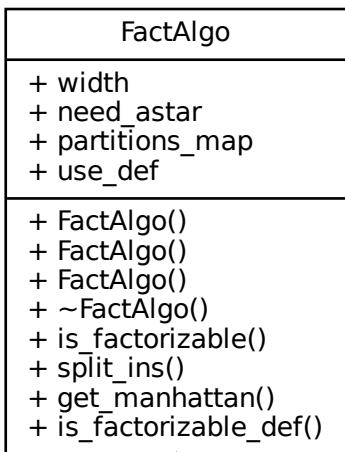 FactAlgo
+ width
+ need_astar
+ partitions_map
+ use_def
+ FactAlgo()
+ FactAlgo()
+ FactAlgo()
+ ~FactAlgo()
+ is_factorizable()
+ split_ins()
+ get_manhattan()
+ is_factorizable_def()